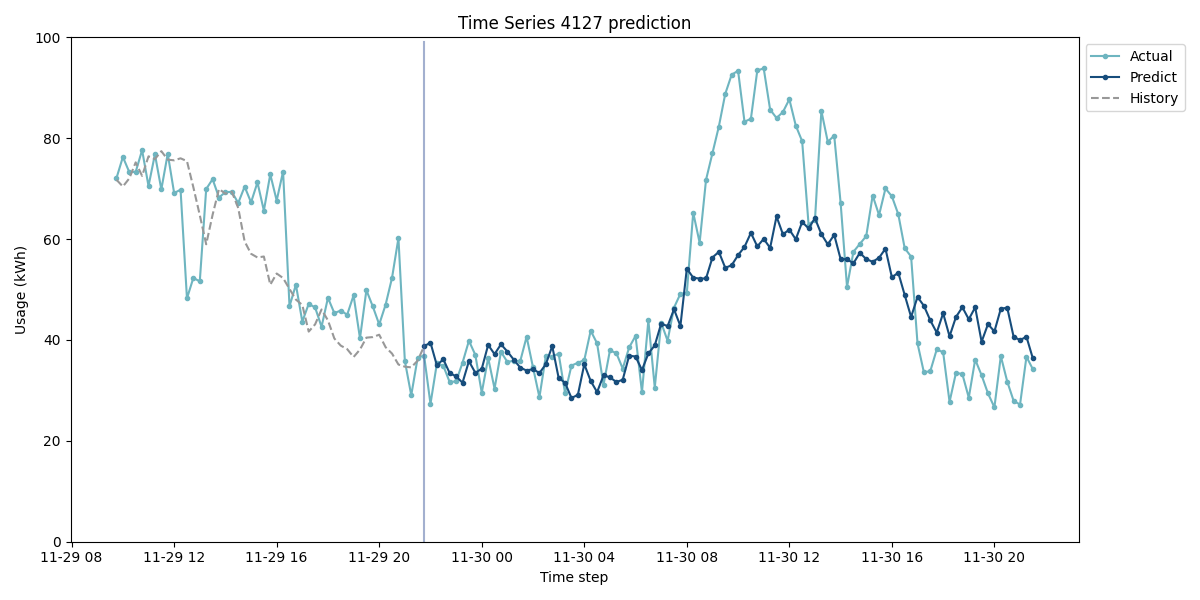 Time Series 4127 prediction
Usage (kWh)
100
80
60
40
20
0
11-29 08
11-29 12
11-29 16
11-29 20
11-30 00
11-30 04
11-30 08
11-30 12
11-30 16
11-30 20
Time step
Actual
Predict
History